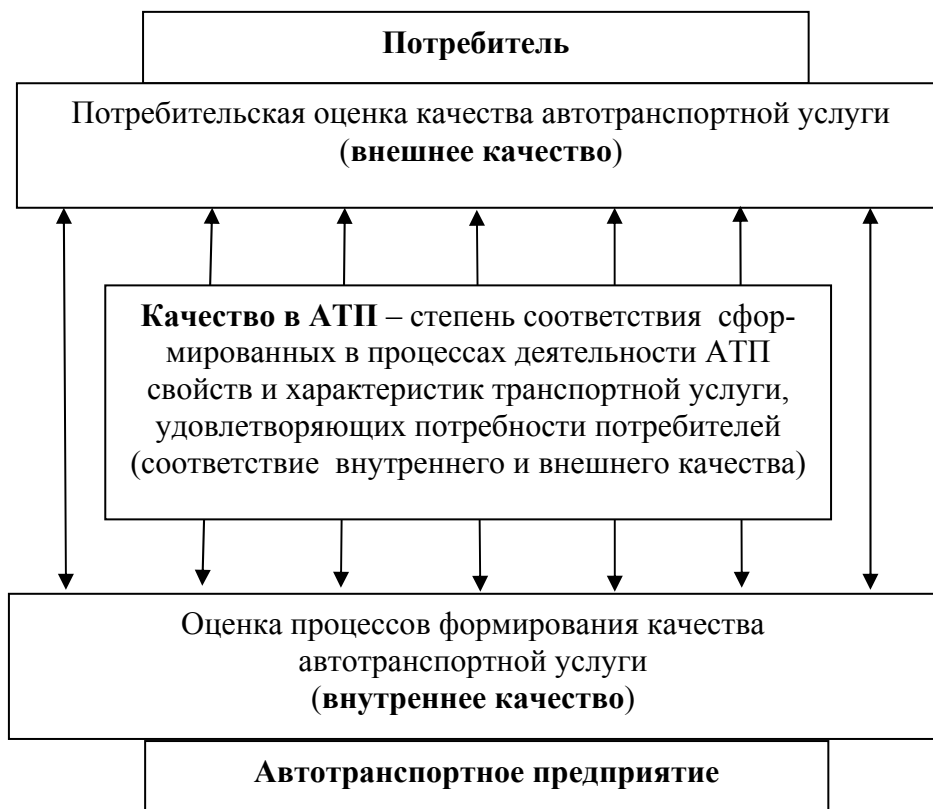 Потребитель
Потребительская оценка качества автотранспортной услуги
(внешнее качество)
Качество в АТП – степень соответствия сфор-
мированных в процессах деятельности АТП
свойств и характеристик транспортной услуги,
удовлетворяющих потребности потребителей
(соответствие внутреннего и внешнего качества)
Оценка процессов формирования качества
автотранспортной услуги
(внутреннее качество)
Автотранспортное предприятие